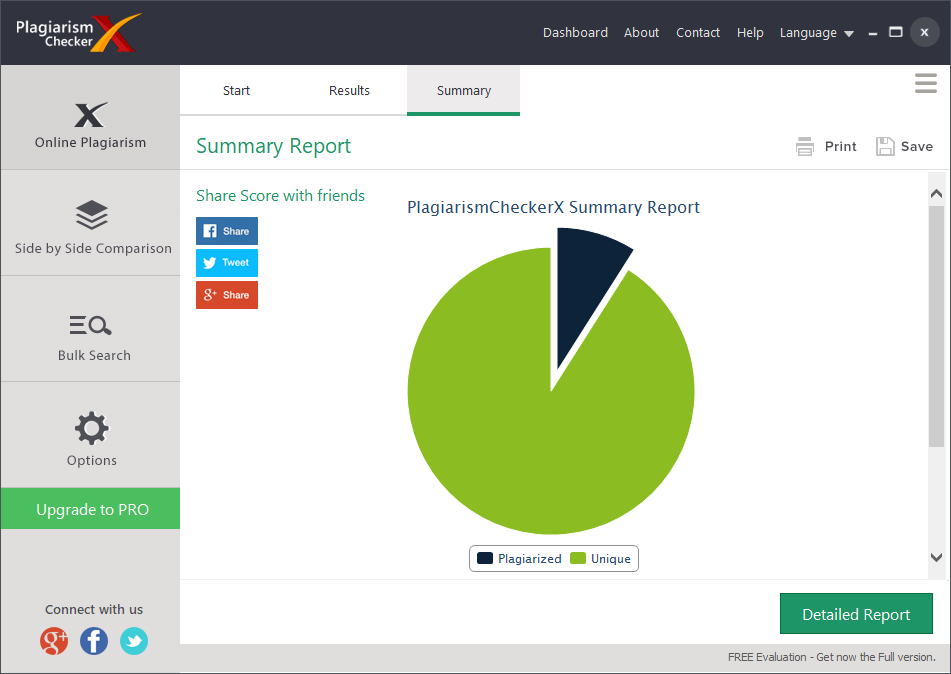 Plagiarism
Checker
X
Dashboard About Contact Help Language
x
Start Results Summary
Online Plagiarism
Summary Report
Print Save
Share Score with friends
PlagiarismCheckerX Summary Report
Share
Tweet
g+ Share
Side by Side Comparison
Bulk Search
Options
Upgrade to PRO
Plagiarized Unique
Connect with us
g+
Detailed Report
FREE Evaluation - Get now the Full version.